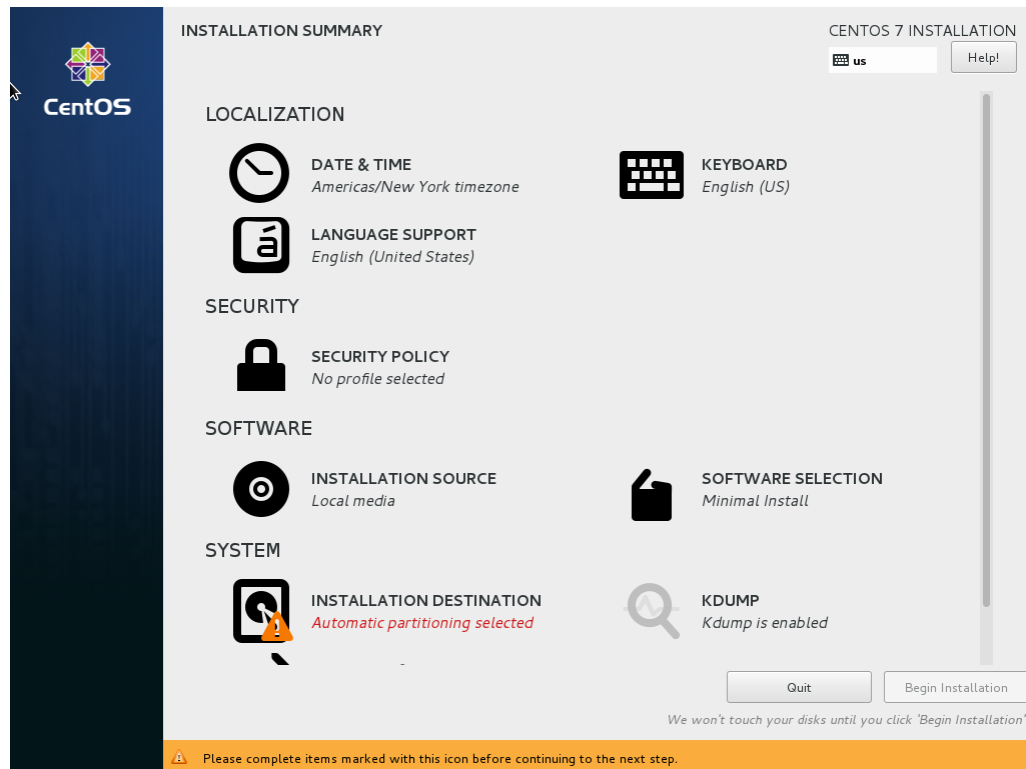 INSTALLATION SUMMARY
CENTOS 7 INSTALLATION
us
Help!
CentOS
LOCALIZATION
DATE & TIME
Americas/New York timezone
KEYBOARD
English (US)
LANGUAGE SUPPORT
English (United States)
SECURITY
SECURITY POLICY
No profile selected
SOFTWARE
INSTALLATION SOURCE
Local media
SOFTWARE SELECTION
Minimal Install
SYSTEM
INSTALLATION DESTINATION
Automatic partitioning selected
KDUMP
Kdump is enabled
Quit
Begin Installation
We won't touch your disks until you click 'Begin Installation'
Please complete items marked with this icon before continuing to the next step.